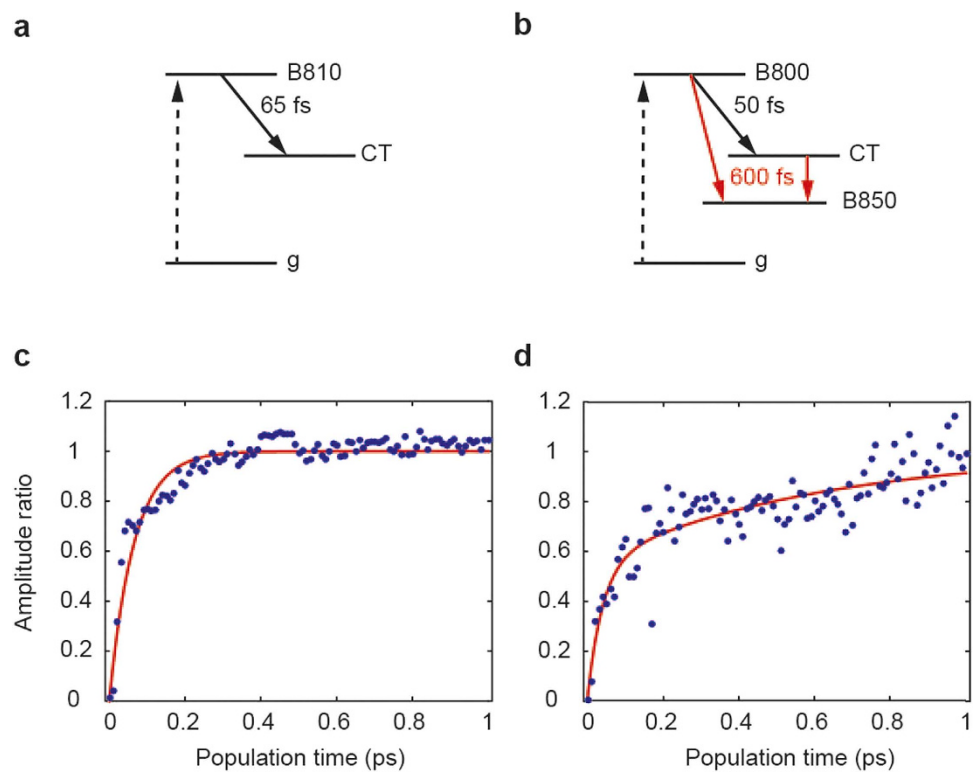 a
B810
65 fs
CT
g
b
B800
50 fs
CT
600 fs
B850
g
c
1.2
1
0.8
0.6
0.4
0.2
0
Amplitude ratio
0 0.2 0.4 0.6 0.8 1
Population time (ps)
d
1.2
1
0.8
0.6
0.4
0.2
0
0 0.2 0.4 0.6 0.8 1
Population time (ps)